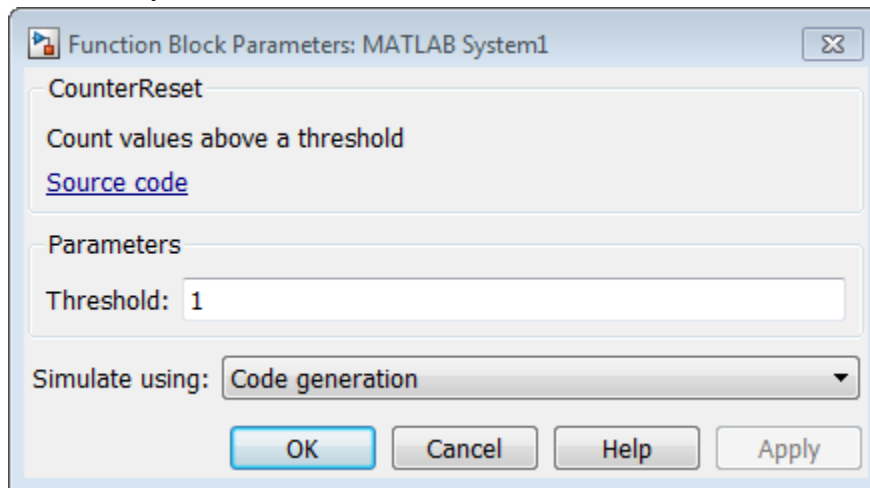 Function Block Parameters: MATLAB System1
CounterReset
Count values above a threshold
Source code
Parameters
Threshold: 1
Simulate using: Code generation
OK Cancel Help Apply